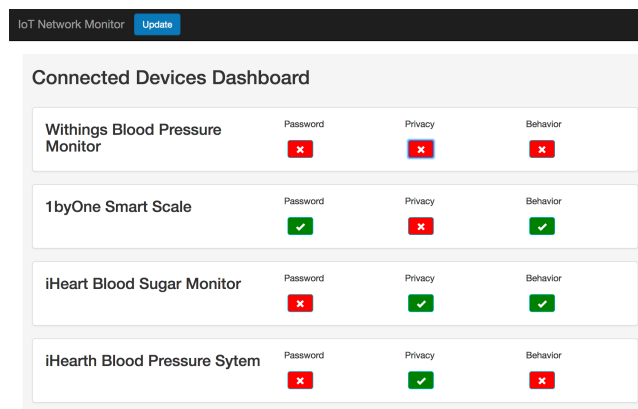 IoT Network Monitor Update
Connected Devices Dashboard
Password Privacy Behavior
Withings Blood Pressure
Monitor
Password Privacy Behavior
1byOne Smart Scale
Password Privacy Behavior
iHeart Blood Sugar Monitor
Password Privacy Behavior
iHearth Blood Pressure Sytem